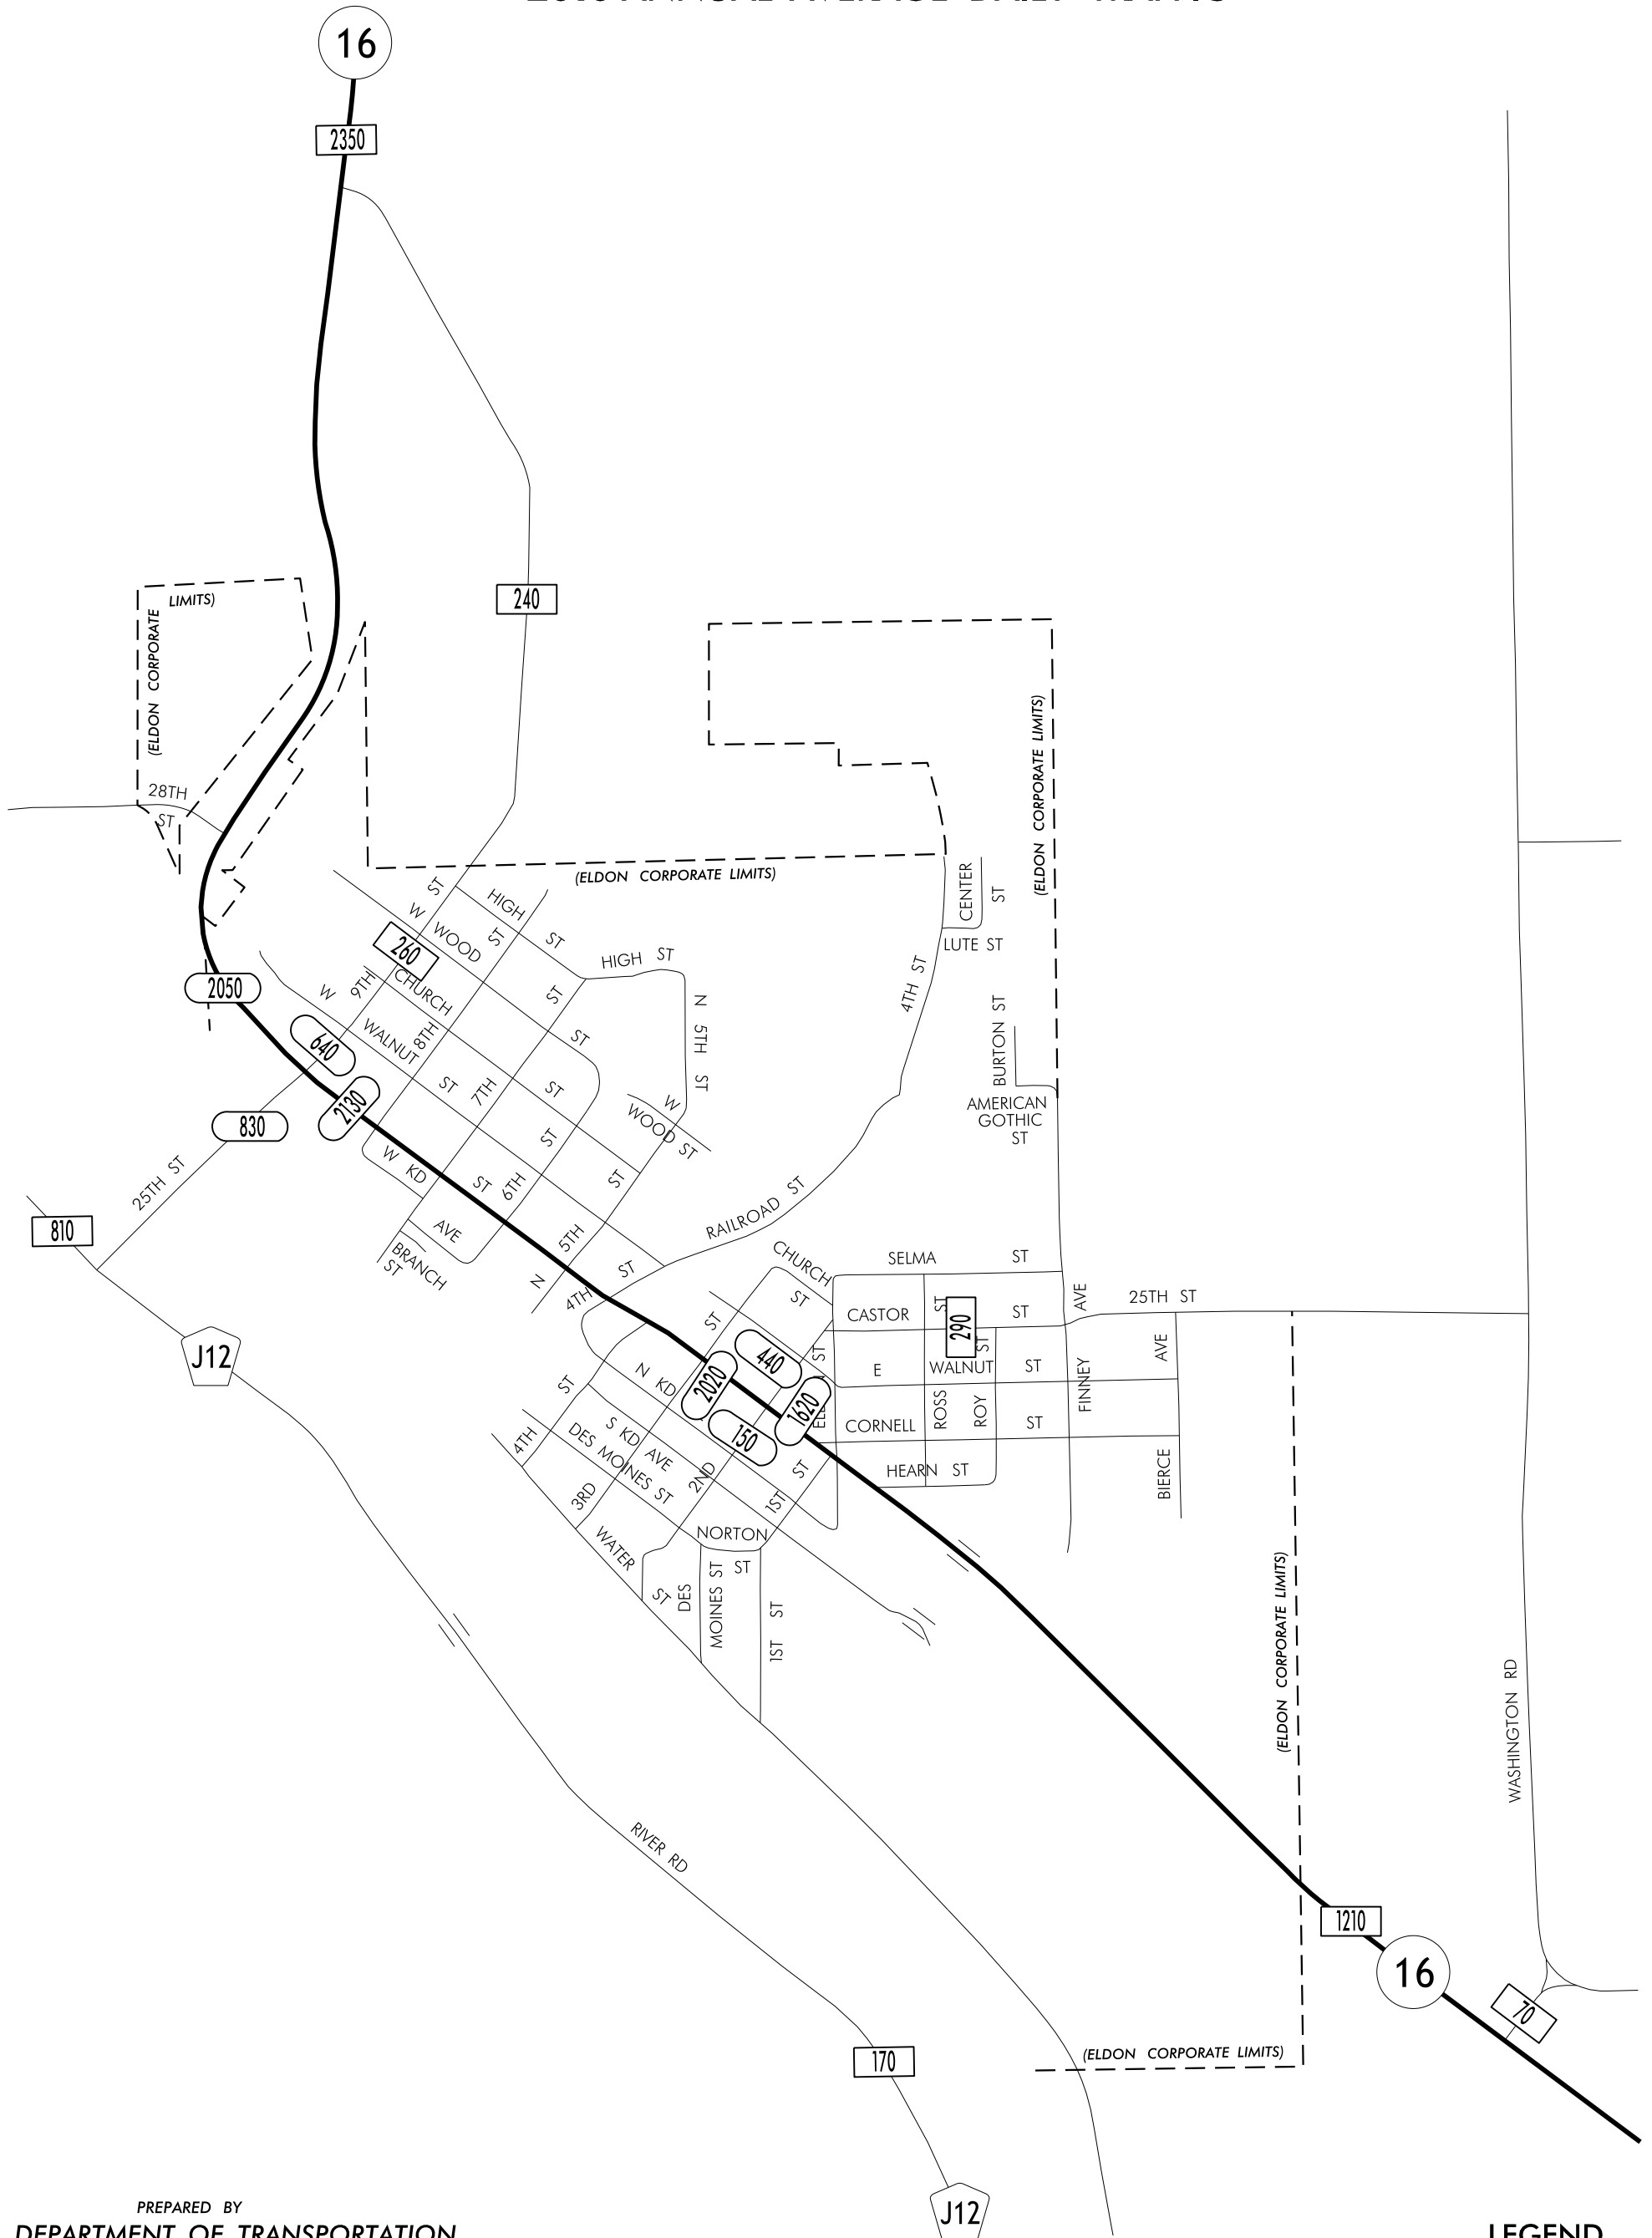 16
2350
240
(ELDON CORPORATE
LIMITS)
(ELDON CORPORATE LIMITS)
28TH
ST
(ELDON CORPORATE LIMITS)
CENTER
ST
LUTE ST
ST
HIGH
ST
W WOOD
ST
ST
HIGH ST
260
9TH
CHURCH
4TH ST
2050
W
WALNUT
8TH
ST
N 5TH ST
BURTON ST
640
2130
830
ST
7TH
ST
W
WOOD ST
AMERICAN
GOTHIC
ST
25TH ST
W KD
ST
6TH
ST
ST
810
AVE
BRANCH
ST
5TH
N
RAILROAD ST
CHURCH
ST
SELMA ST
4TH
ST
CASTOR
ST
290
ST
AVE
25TH ST
J12
ST
440
ST
ST
E WALNUT ST
AVE
2020
1620
N KD
ST
150
CORNELL
ROSS
ROY
ST
FINNEY
S KD AVE
DES MOINES ST
4TH
2ND
ST
HEARN ST
BIERCE
3RD
1ST
NORTON
ST
WATER
ST
DES
MOINES ST
1ST ST
(ELDON CORPORATE LIMITS)
WASHINGTON RD
RIVER RD
1210
16
70
170
(ELDON CORPORATE LIMITS)
J12
PREPARED BY
DEPARTMENT OF TRANSPORTATION
LEGEND